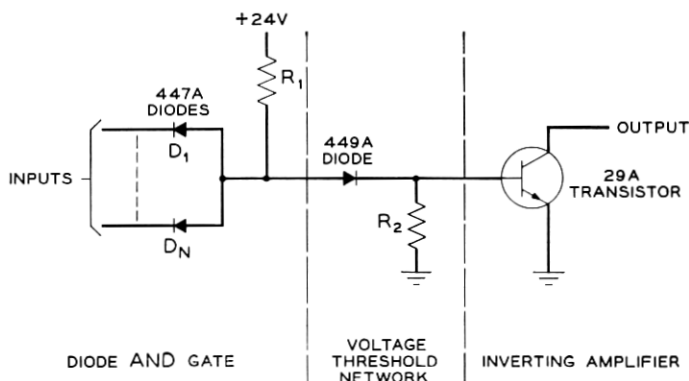 +24V
R1
447A
DIODES
D1
INPUTS
DN
449A
DIODE
R2
OUTPUT
29A
TRANSISTOR
DIODE AND GATE
VOLTAGE
THRESHOLD
NETWORK
INVERTING AMPLIFIER